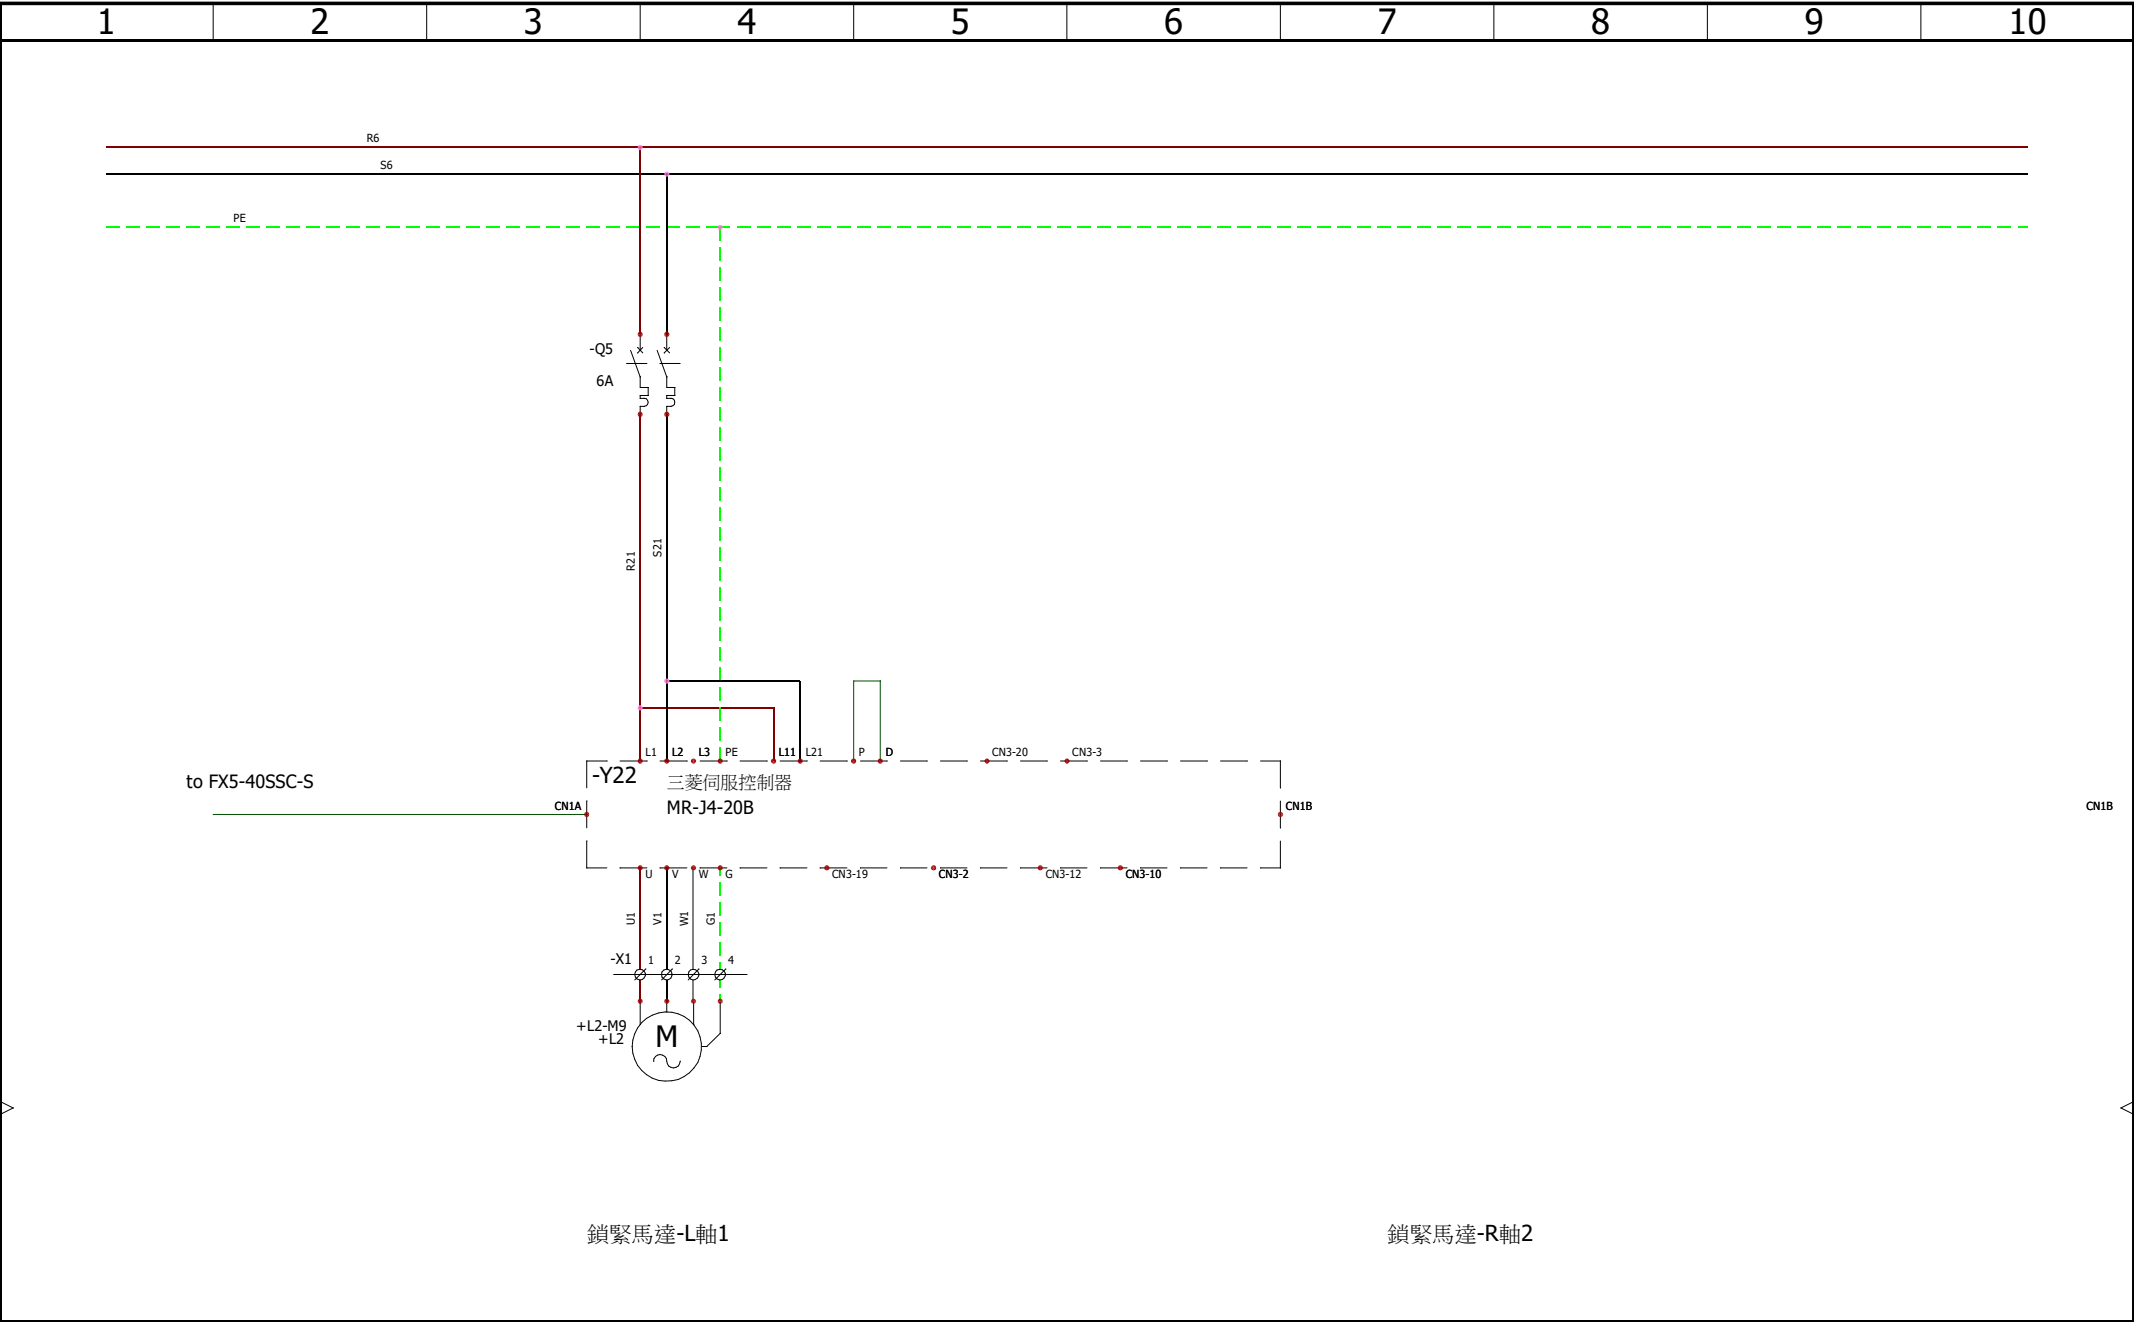 1 2 3 4 5 6 7 8 9 10
R6
S6
PE
-Q5
6A
R21
S21
L1 L2 L3 PE L11 L21 P D CN3-20 CN3-3
-Y22
三菱伺服控制器
MR-J4-20B
to FX5-40SSC-S
CN1A
CN1B
CN1B
U V W G CN3-19 CN3-2 CN3-12 CN3-10
U1 V1 W1 G1
-X1 1 2 3 4
+L2-M9
+L2
M
鎖緊馬達-L軸1
鎖緊馬達-R軸2